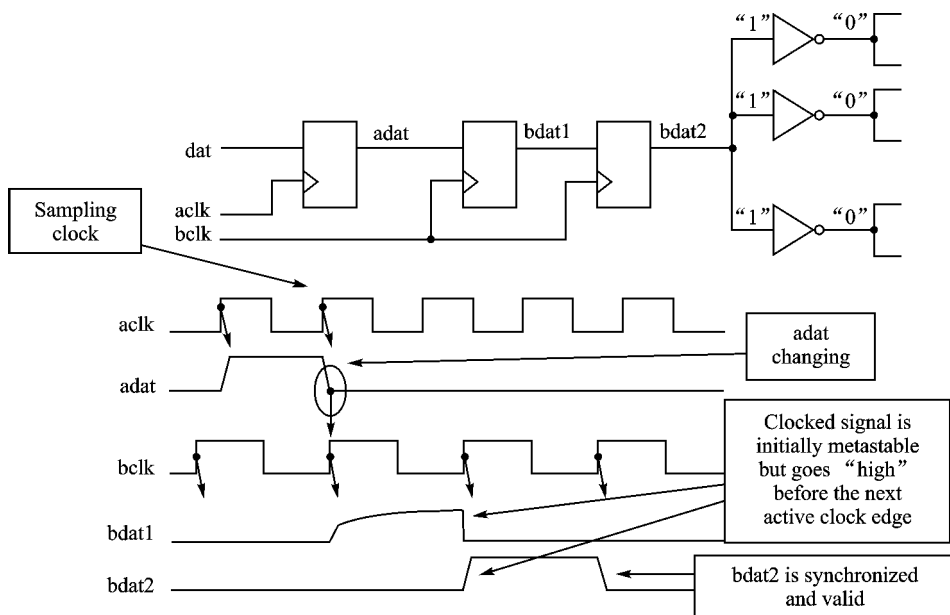 “1” “0”
“1” “0”
dat adat bdat1 bdat2
aclk
bclk
“1” “0”
Sampling
clock
aclk
adat
changing
adat
Clocked signal is
initially metastable
but goes “high”
before the next
active clock edge
bclk
bdat1
bdat2
bdat2 is synchronized
and valid